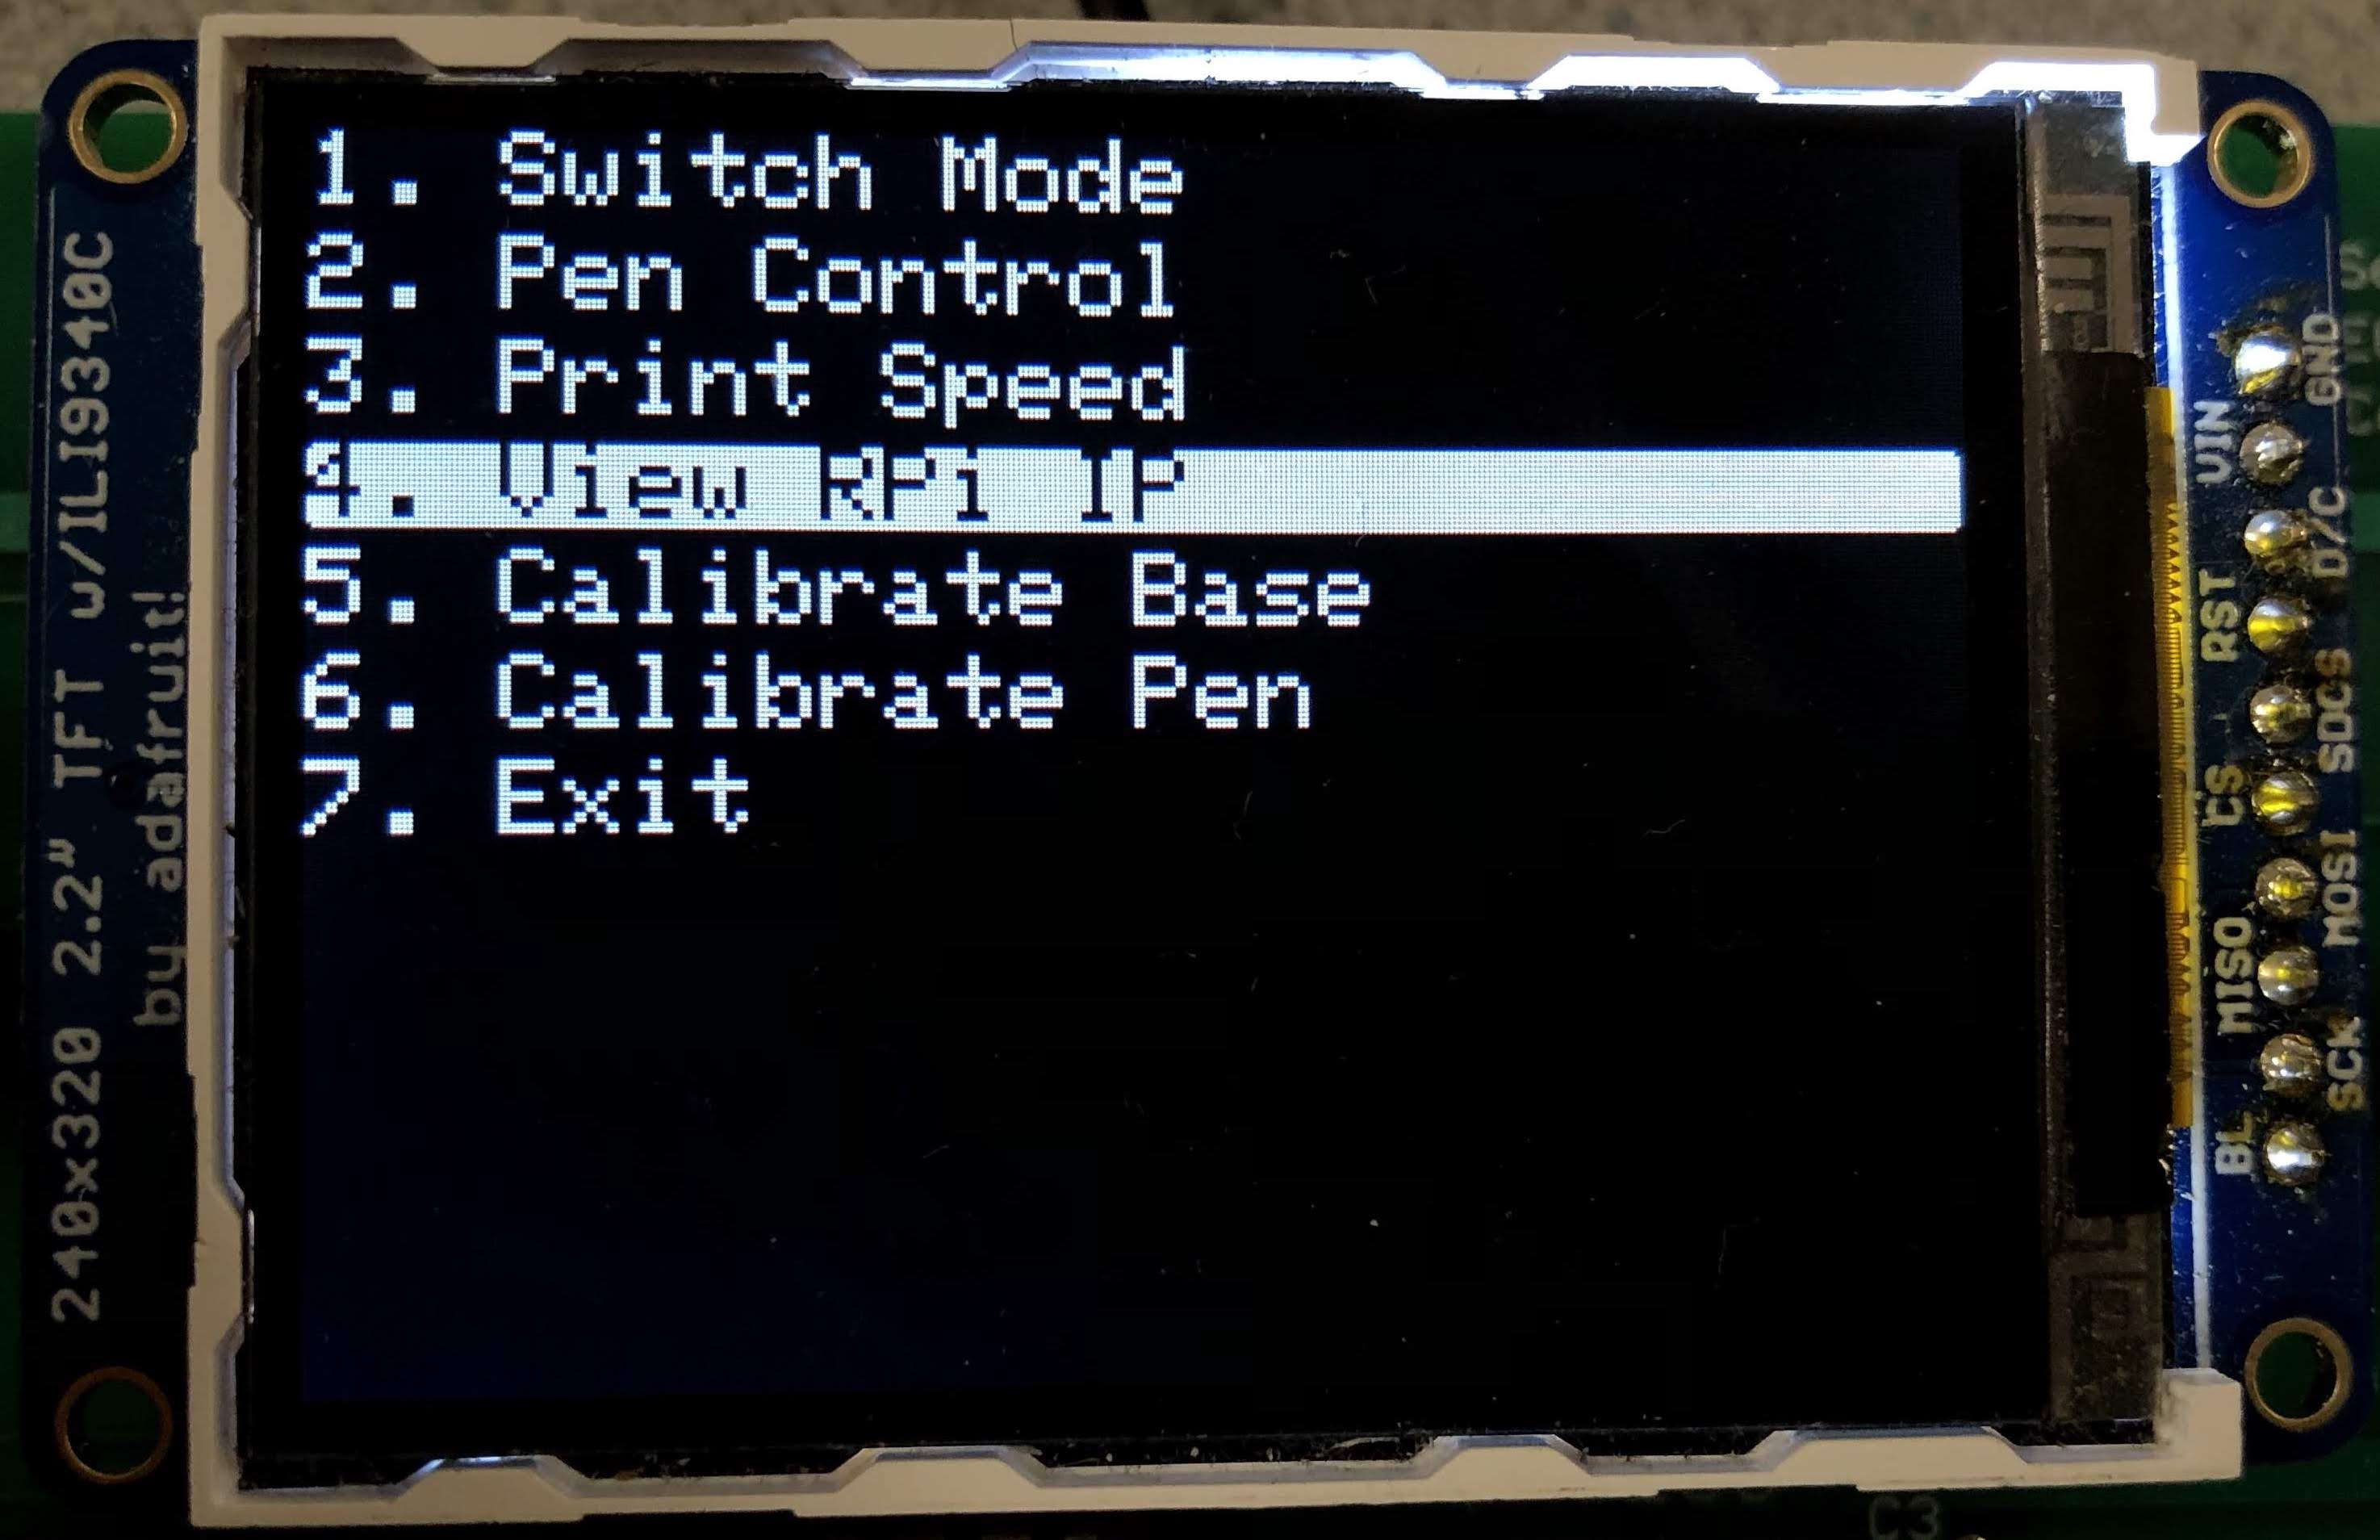 1. Switch Mode
2. Pen Control
3. Print Speed
4. View RPi IP
5. Calibrate Base
6. Calibrate Pen
7. Exit
240x320 2.2" TFT w/ILI9340C
by adafruit!
GND
VIN
D/C
RST
SDCS
CS
MOSI
MISO
SCK
BL
C3